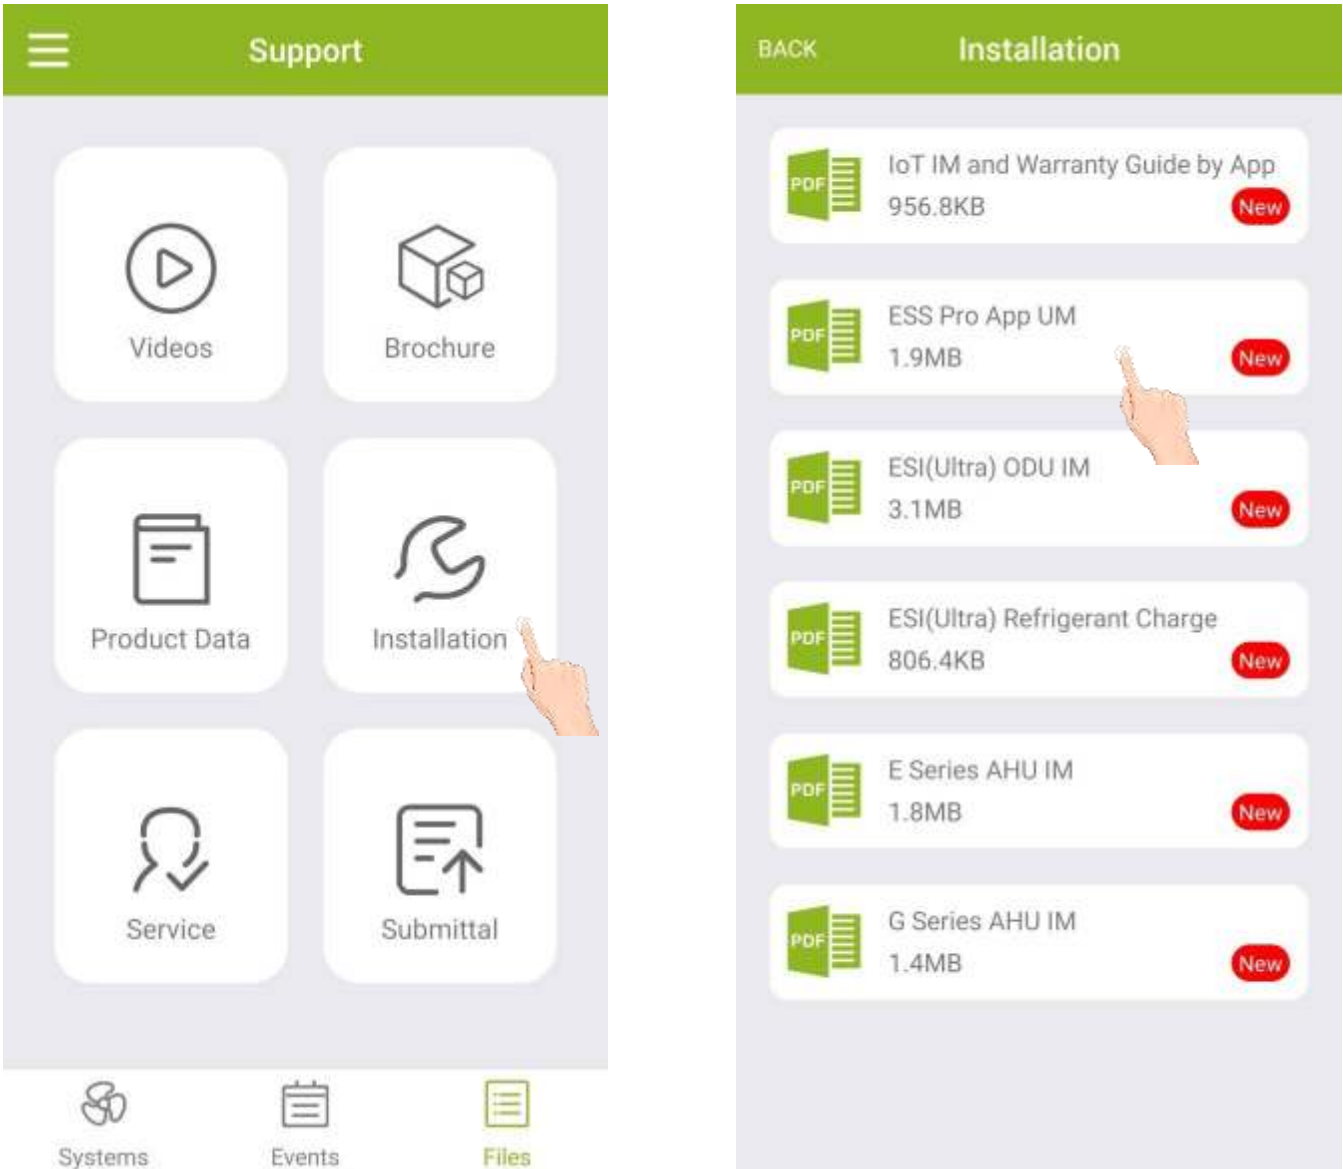 Support
Videos
Brochure
Product Data
Installation
Service
Submittal
Systems
Events
Files
BACK
Installation
PDF
IoT IM and Warranty Guide by App
956.8KB
New
PDF
ESS Pro App UM
1.9MB
New
PDF
ESI(Ultra) ODU IM
3.1MB
New
PDF
ESI(Ultra) Refrigerant Charge
806.4KB
New
PDF
E Series AHU IM
1.8MB
New
PDF
G Series AHU IM
1.4MB
New